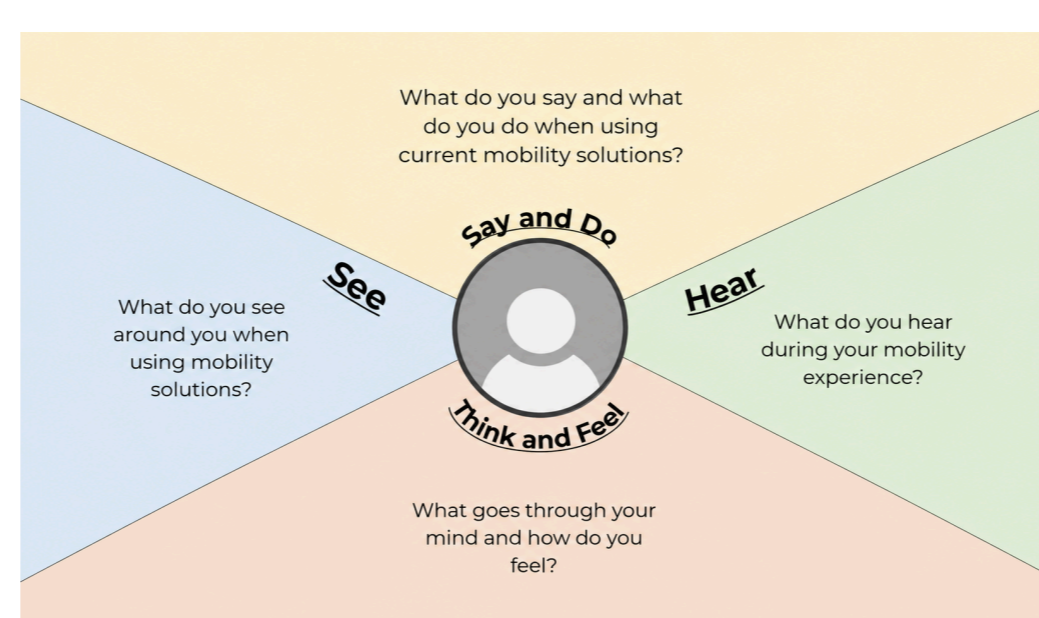 What do you say and what
do you do when using
current mobility solutions?
Say and Do
See
What do you see
around you when
using mobility
solutions?
Hear
What do you hear
during your mobility
experience?
Think and Feel
What goes through your
mind and how do you
feel?